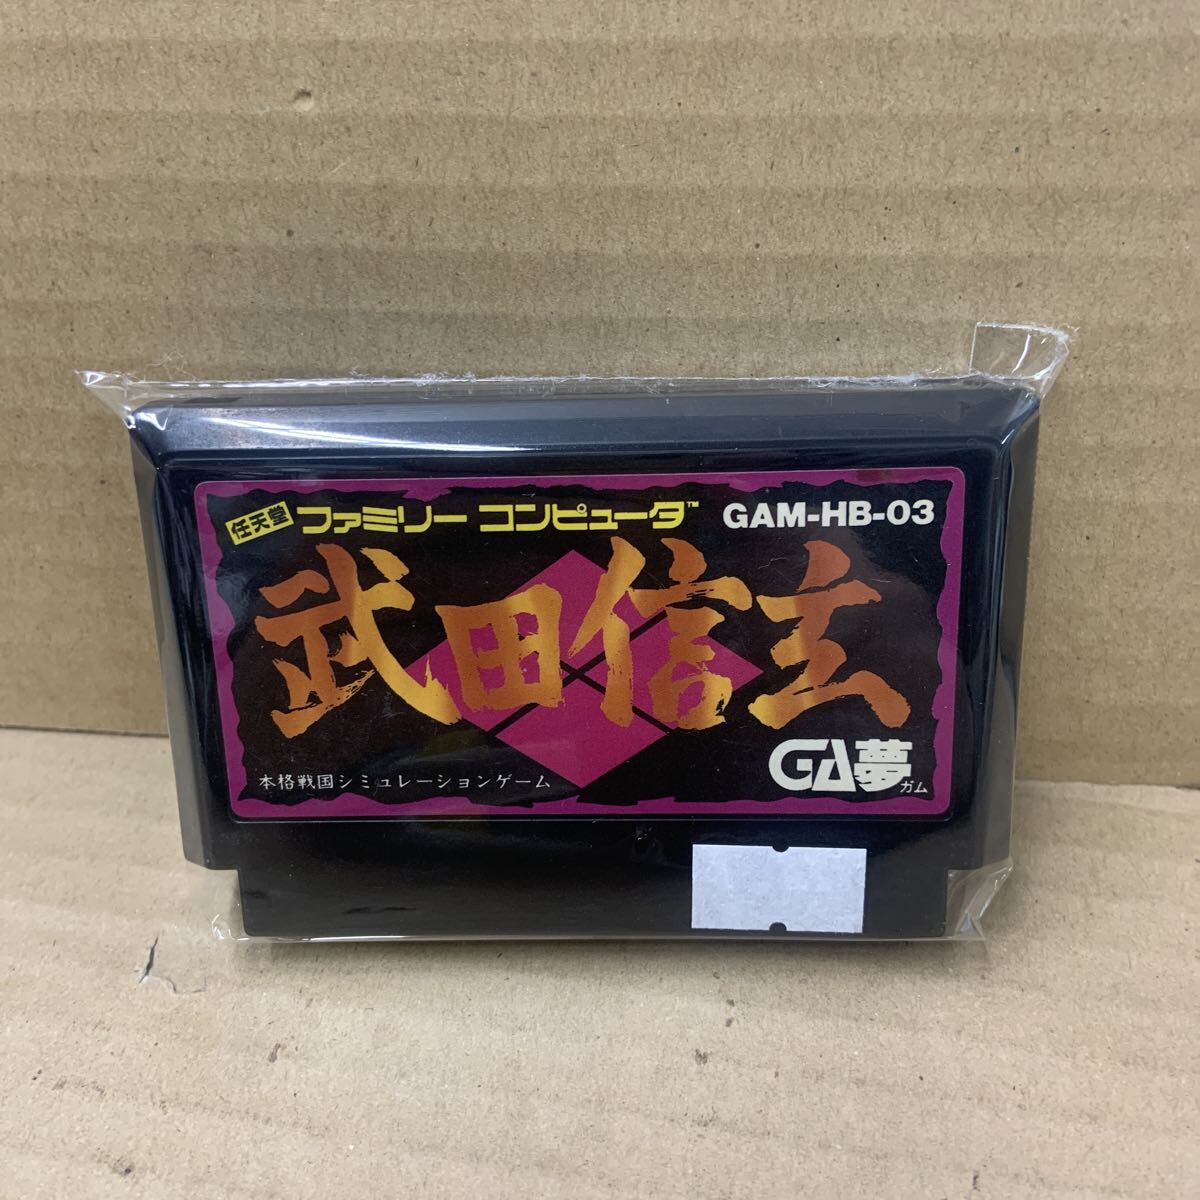 任天堂 ファミリーコンピュータ™ GAM-HB-03
武田信玄
GA夢
ガム
本格戦国シミュレーションゲーム